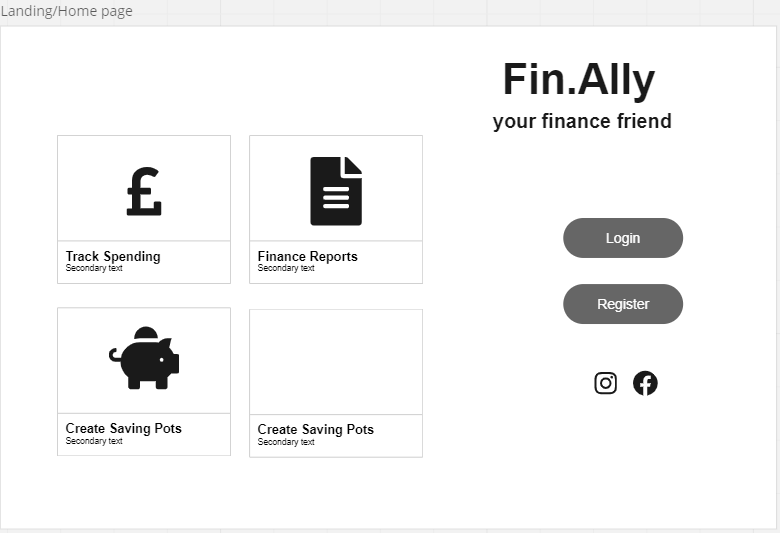 Landing/Home page
Fin.Ally
your finance friend
£
Track Spending
Secondary text
Finance Reports
Secondary text
Create Saving Pots
Secondary text
Create Saving Pots
Secondary text
Login
Register